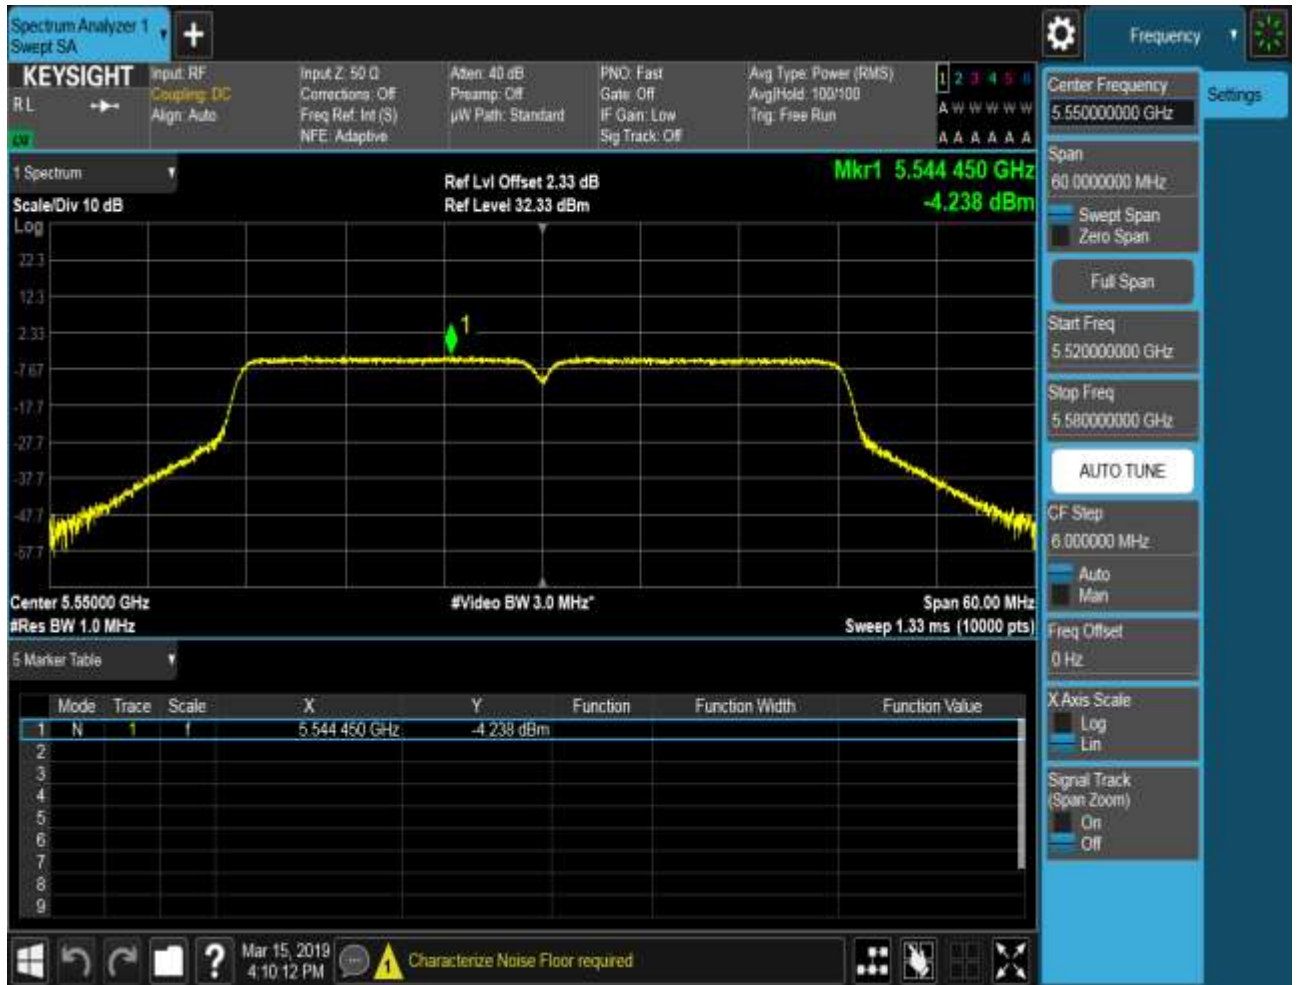 Spectrum Analyzer 1
Swept SA
+
Frequency
KEYSIGHT
RL
LXI
Input: RF
Coupling: DC
Align: Auto
Input Z: 50 Ω
Corrections: Off
Freq Ref: Int (S)
NFE: Adaptive
Atten: 40 dB
Preamp: Off
µW Path: Standard
PNO: Fast
Gate: Off
IF Gain: Low
Sig Track: Off
Avg Type: Power (RMS)
Avg|Hold: 100/100
Trig: Free Run
1 2 3 4 5 6
A W W W W W
A A A A A A
1 Spectrum
Scale/Div 10 dB
Ref Lvl Offset 2.33 dB
Ref Level 32.33 dBm
Mkr1 5.544 450 GHz
-4.238 dBm
Log
22.3
12.3
2.33
-7.67
-17.7
-27.7
-37.7
-47.7
-57.7
1
Center 5.55000 GHz
#Res BW 1.0 MHz
#Video BW 3.0 MHz*
Span 60.00 MHz
Sweep 1.33 ms (10000 pts)
5 Marker Table
Mode Trace Scale X Y Function Function Width Function Value
1 N 1 f 5.544 450 GHz -4.238 dBm
2
3
4
5
6
7
8
9
Center Frequency
5.550000000 GHz
Settings
Span
60.0000000 MHz
Swept Span
Zero Span
Full Span
Start Freq
5.520000000 GHz
Stop Freq
5.580000000 GHz
AUTO TUNE
CF Step
6.000000 MHz
Auto
Man
Freq Offset
0 Hz
X Axis Scale
Log
Lin
Signal Track
(Span Zoom)
On
Off
?
Mar 15, 2019
4:10:12 PM
1
Characterize Noise Floor required